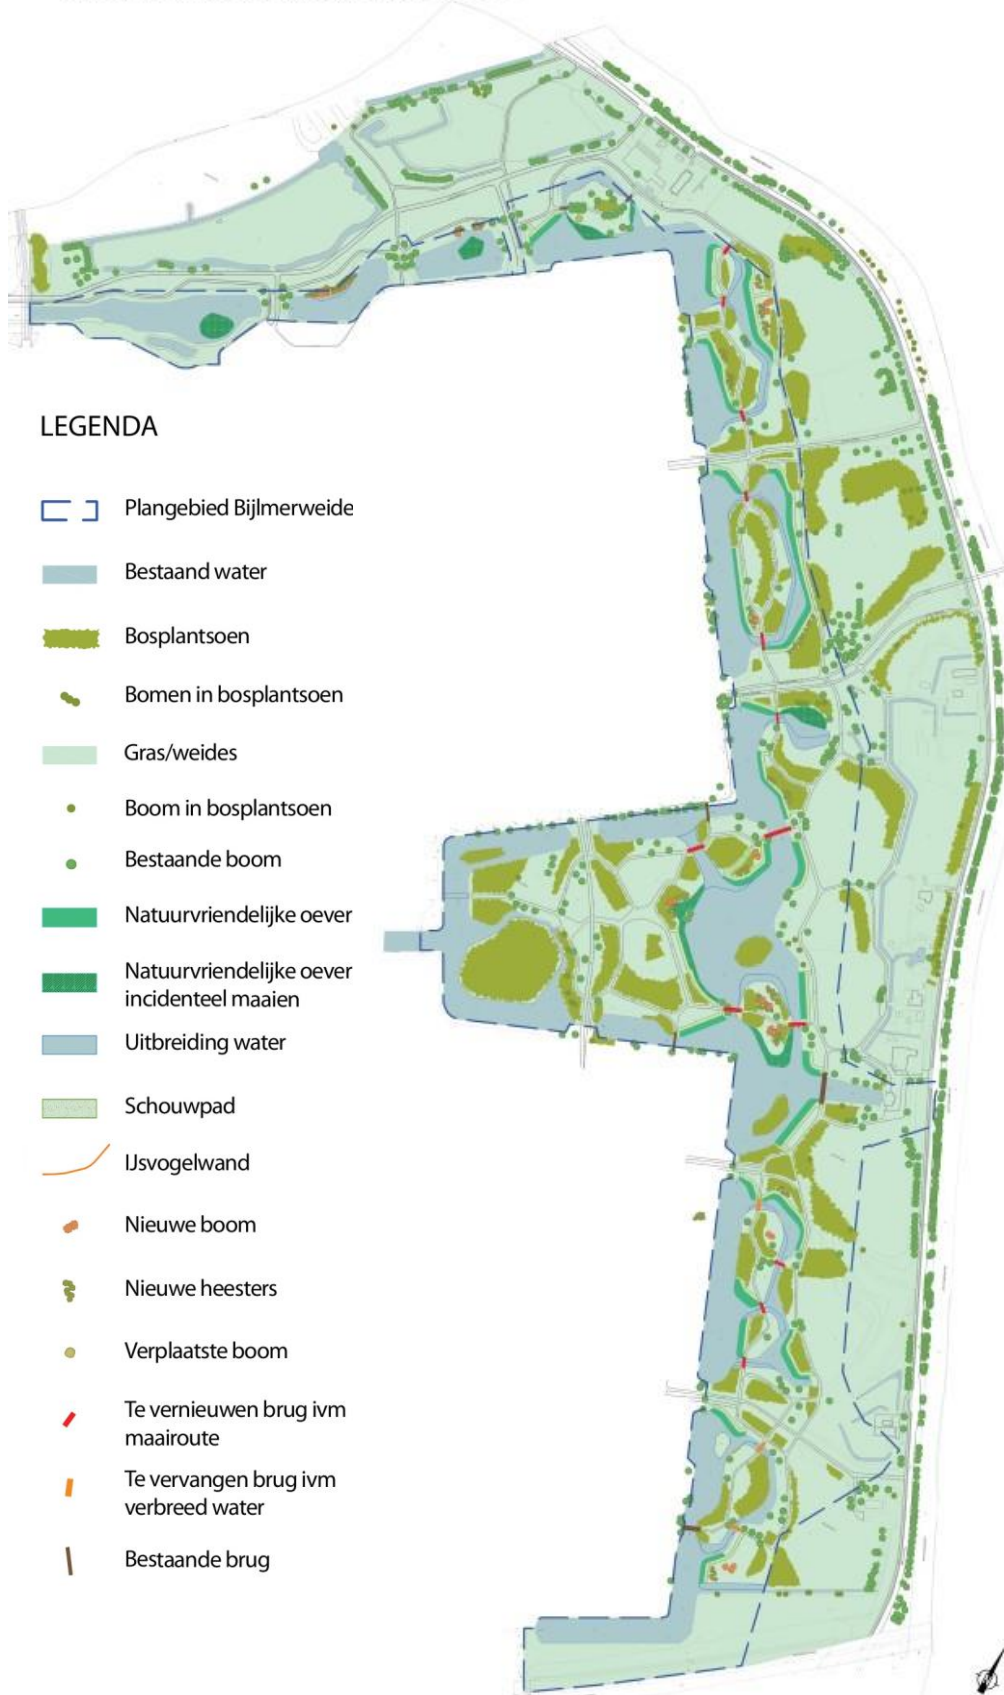 LEGENDA
Plangebied Bijlmerweide
Bestaand water
Bosplantsoen
Bomen in bosplantsoen
Gras/weides
Boom in bosplantsoen
Bestaande boom
Natuurvriendelijke oever
Natuurvriendelijke oever
incidenteel maaien
Uitbreiding water
Schouwpad
IJsvogelwand
Nieuwe boom
Nieuwe heesters
Verplaatste boom
Te vernieuwen brug ivm
maairoute
Te vervangen brug ivm
verbreed water
Bestaande brug